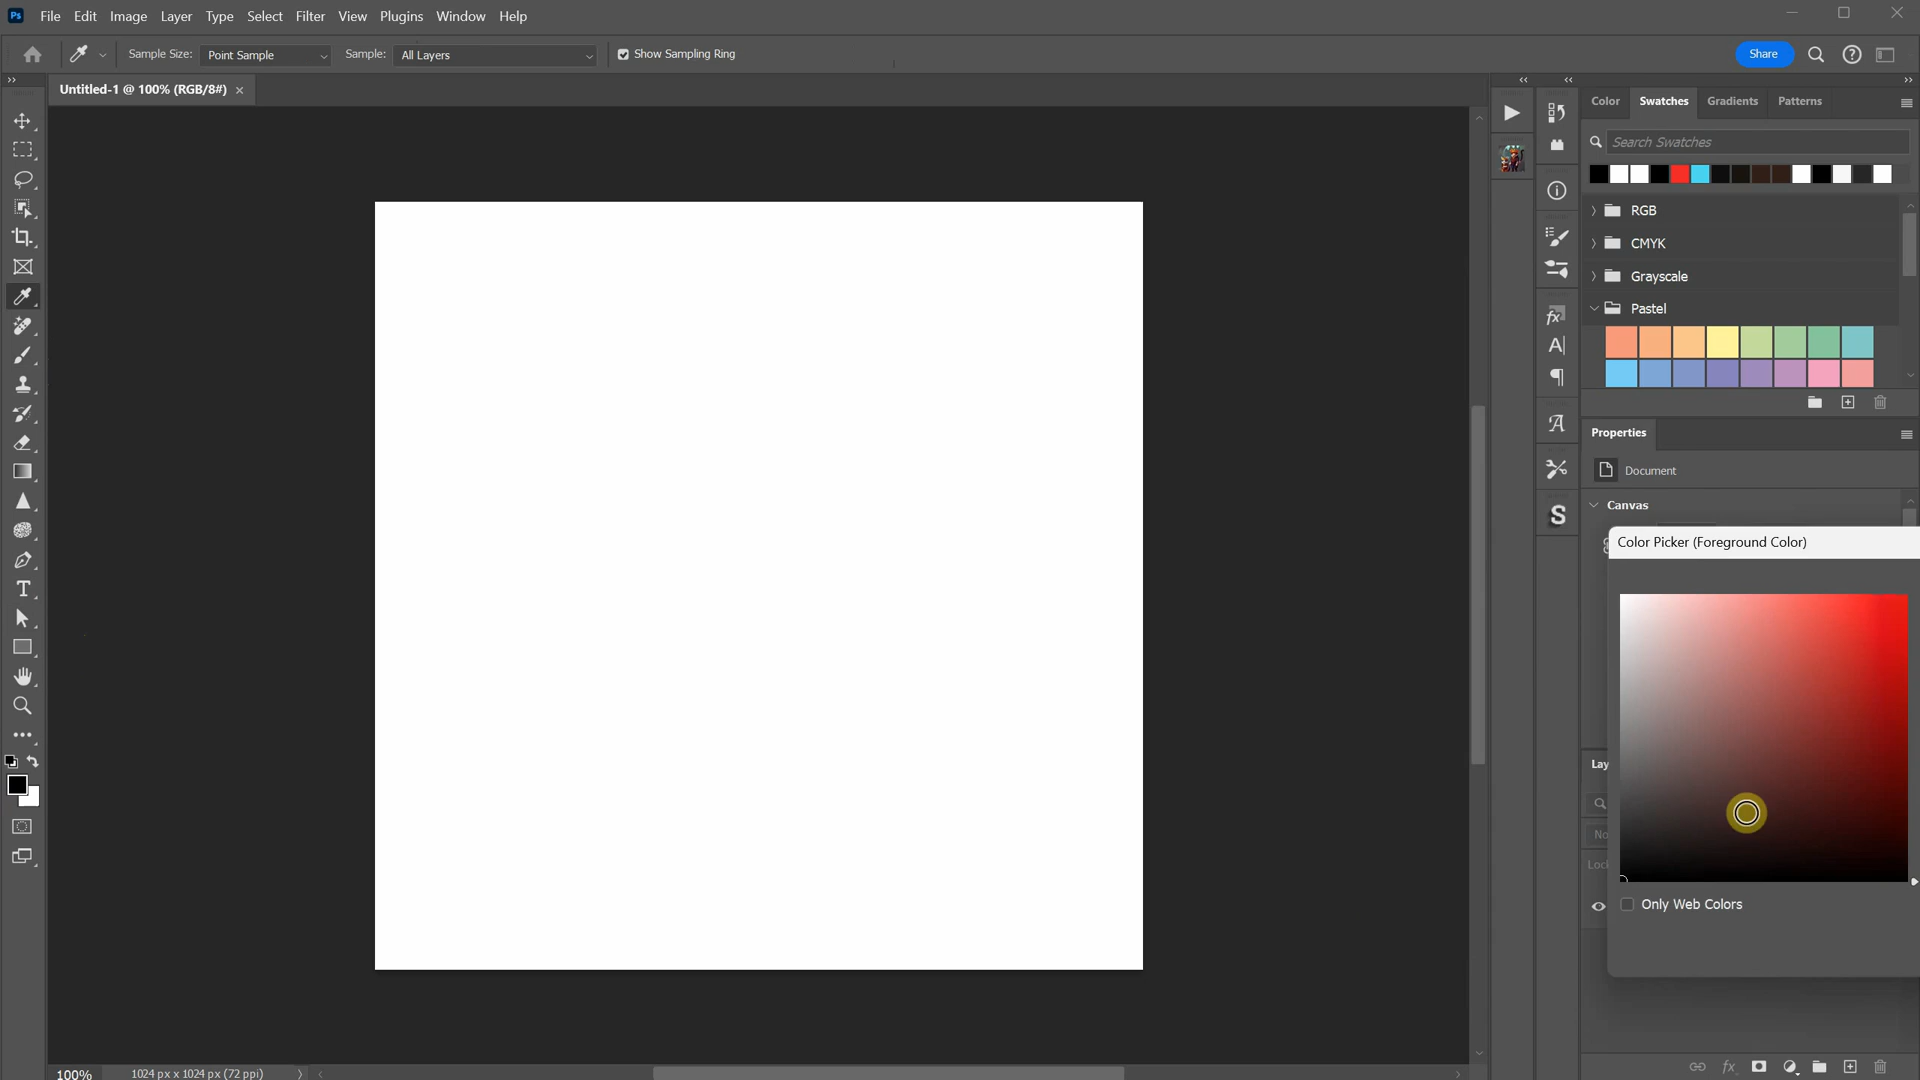 Ps File Edit Image Layer Type Select Filter View Plugins Window Help
Sample Size: Point Sample Sample: All Layers Show Sampling Ring Share
Untitled-1 @ 100% (RGB/8#)
Color Swatches Gradients Patterns
Search Swatches
RGB
CMYK
Grayscale
Pastel
Properties
Document
Canvas
Color Picker (Foreground Color)
Lay
No
Loc
Only Web Colors
100% 1024 px x 1024 px (72 ppi)